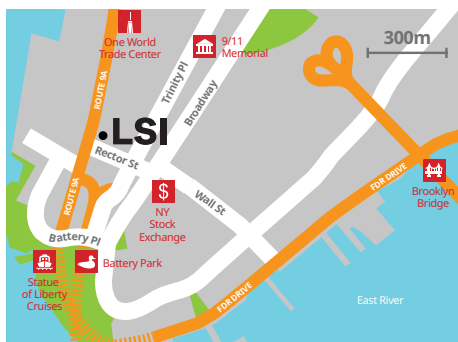 One World
Trade Center
9/11
Memorial
300m
ROUTE 9A
Trinity Pl
Broadway
LSI
Rector St
FDR DRIVE
Brooklyn
Bridge
ROUTE 9A
$
Wall St
NY
Stock
Exchange
Battery Pl
Battery Park
Statue
of Liberty
Cruises
FDR DRIVE
East River